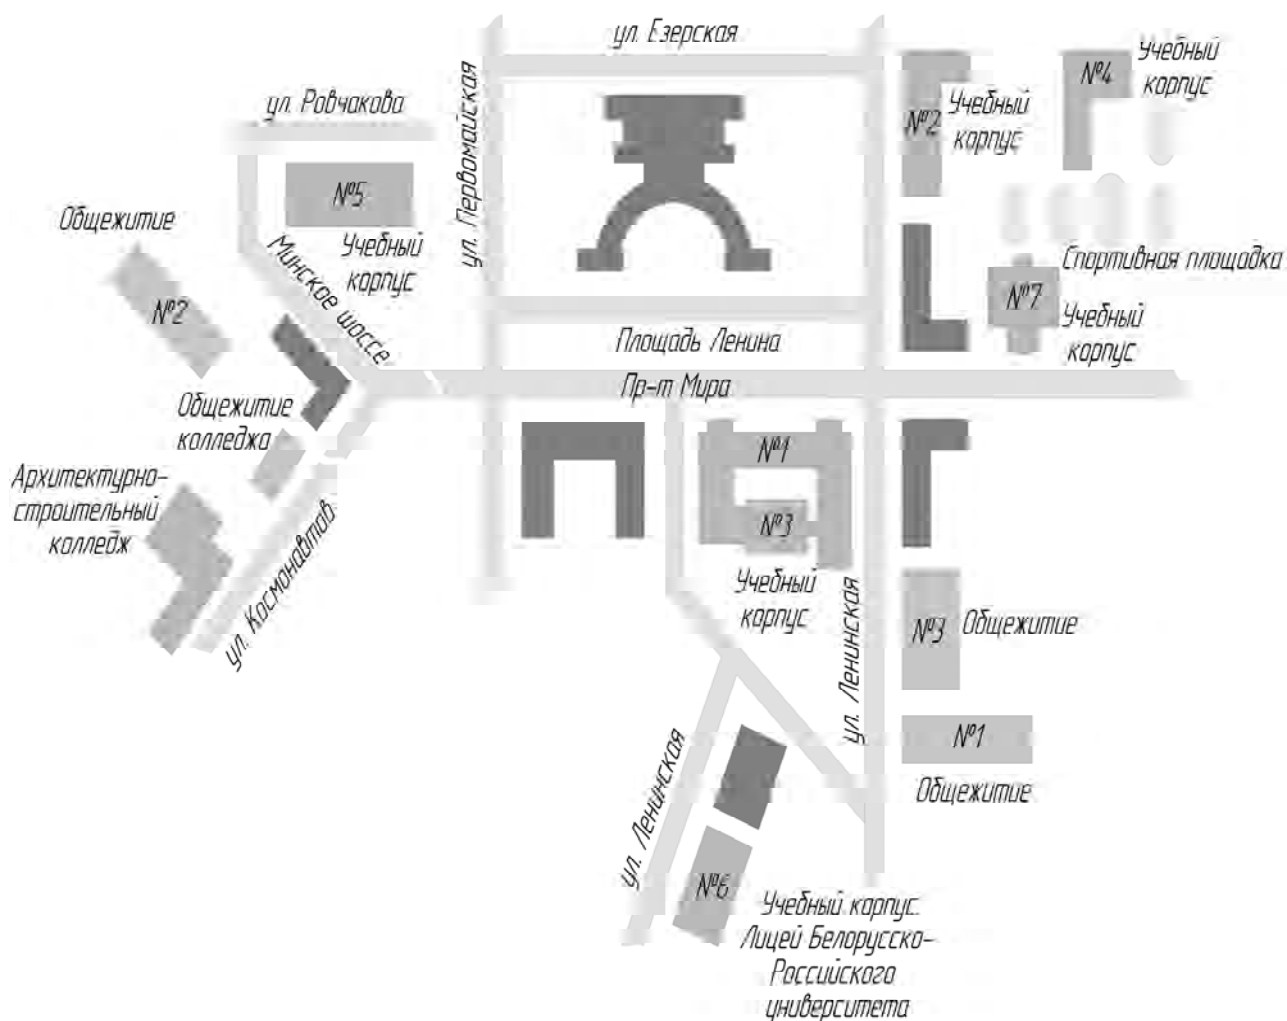 ул. Езерская
ул. Ровчакова
ул. Первомайская
№2
Учебный
корпус
№4
Учебный
корпус
№5
Учебный
корпус
Общежитие
№2
Минское шоссе
Спортивная площадка
№7
Учебный
корпус
Площадь Ленина
Пр-т Мира
Общежитие
колледжа
Архитектурно-
строительный
колледж
ул. Космонавтов
№1
№3
Учебный
корпус
ул. Ленинская
№3
Общежитие
№1
Общежитие
ул. Ленинская
№6
Учебный корпус.
Лицей Белорусско-
Российского
университета